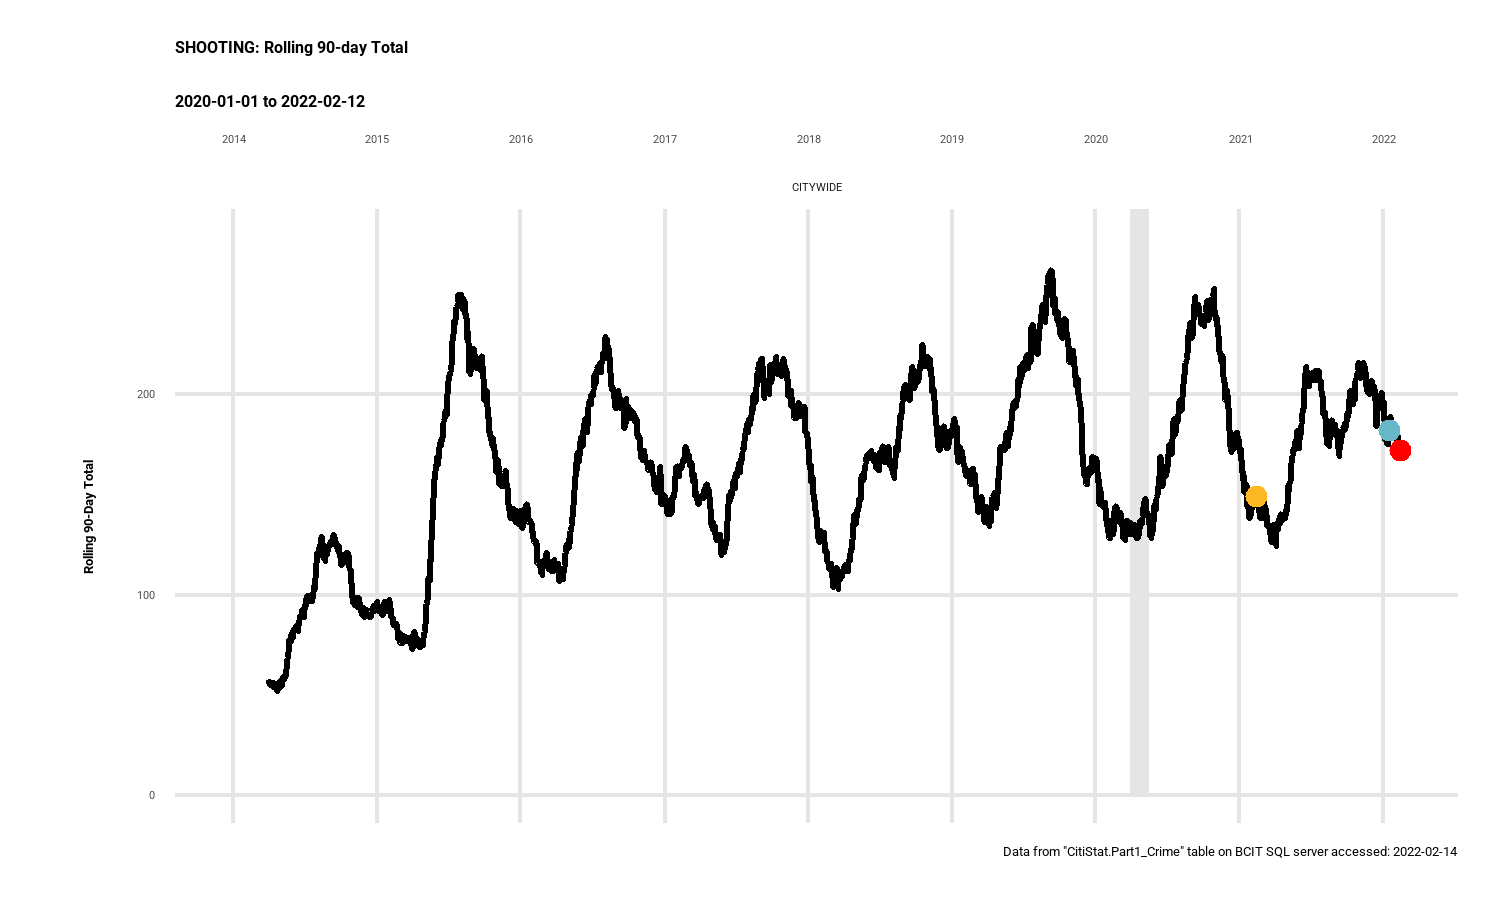 SHOOTING: Rolling 90-day Total
2020-01-01 to 2022-02-12
2014 2015 2016 2017 2018 2019 2020 2021 2022
CITYWIDE
200
Rolling 90-Day Total
100
0
Data from "CitiStat.Part1_Crime" table on BCIT SQL server accessed: 2022-02-14